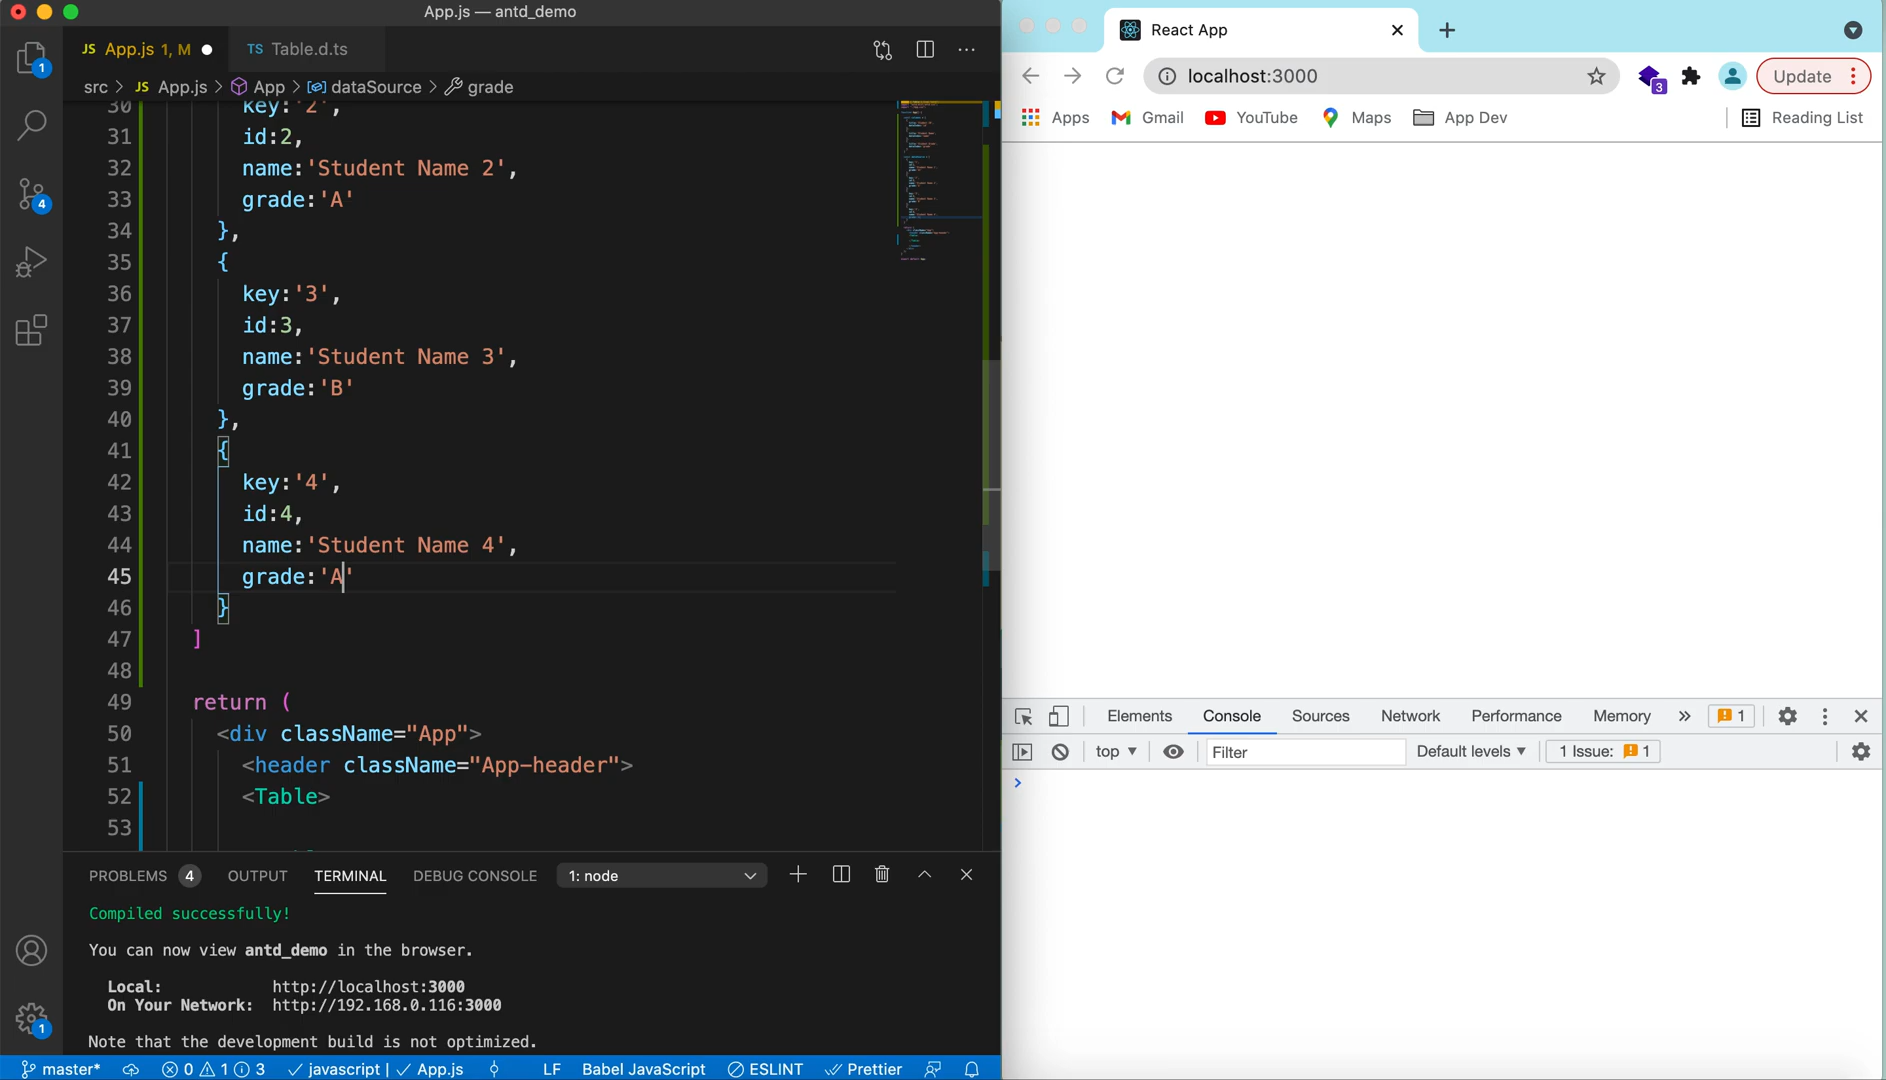 App.js — antd_demo
JS App.js 1, M
TS Table.d.ts
src > JS App.js > App > dataSource > grade
30 key:'2',
31 id:2,
32 name:'Student Name 2',
33 grade:'A'
34 },
35 {
36 key:'3',
37 id:3,
38 name:'Student Name 3',
39 grade:'B'
40 },
41 {
42 key:'4',
43 id:4,
44 name:'Student Name 4',
45 grade:'A'
46 }
47 ]
48
49 return (
50 <div className="App">
51 <header className="App-header">
52 <Table>
53
PROBLEMS 4 OUTPUT TERMINAL DEBUG CONSOLE 1: node
Compiled successfully!
You can now view antd_demo in the browser.
Local: http://localhost:3000
On Your Network: http://192.168.0.116:3000
Note that the development build is not optimized.
master* 0 1 3 javascript | App.js LF Babel JavaScript ESLINT Prettier
1
4
1
React App
localhost:3000
3
Update
Apps Gmail YouTube Maps App Dev Reading List
Elements Console Sources Network Performance Memory » 1
top Filter Default levels 1 Issue: 1